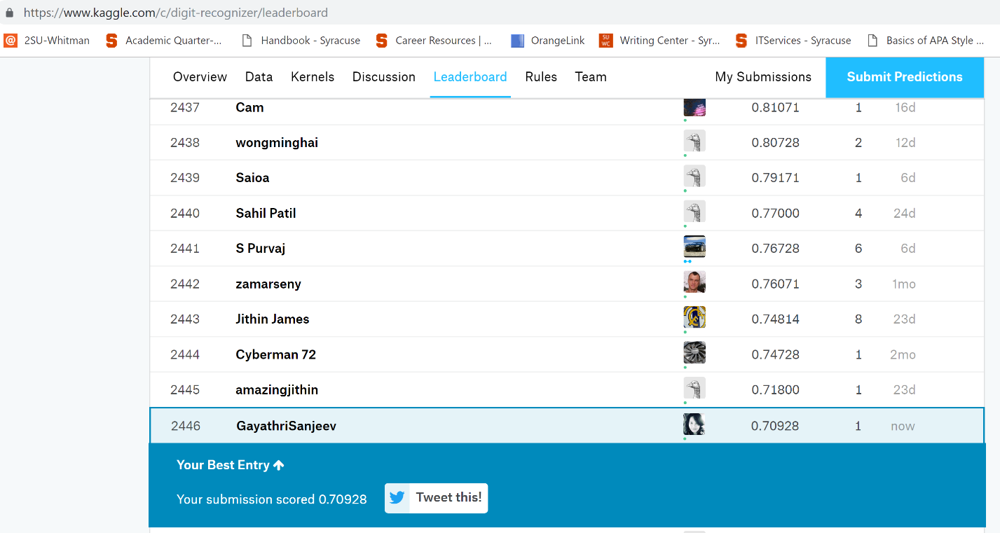 https://www.kaggle.com/c/digit-recognizer/leaderboard
2SU-Whitman Academic Quarter-... Handbook - Syracuse Career Resources | ... OrangeLink SU WC Writing Center - Syr... ITServices - Syracuse Basics of APA Style ...
Overview Data Kernels Discussion Leaderboard Rules Team My Submissions Submit Predictions
2437 Cam 0.81071 1 16d
2438 wongminghai 0.80728 2 12d
2439 Saioa 0.79171 1 6d
2440 Sahil Patil 0.77000 4 24d
2441 S Purvaj 0.76728 6 6d
2442 zamarseny 0.76071 3 1mo
2443 Jithin James 0.74814 8 23d
2444 Cyberman 72 0.74728 1 2mo
2445 amazingjithin 0.71800 1 23d
2446 GayathriSanjeev 0.70928 1 now
Your Best Entry
Your submission scored 0.70928 Tweet this!